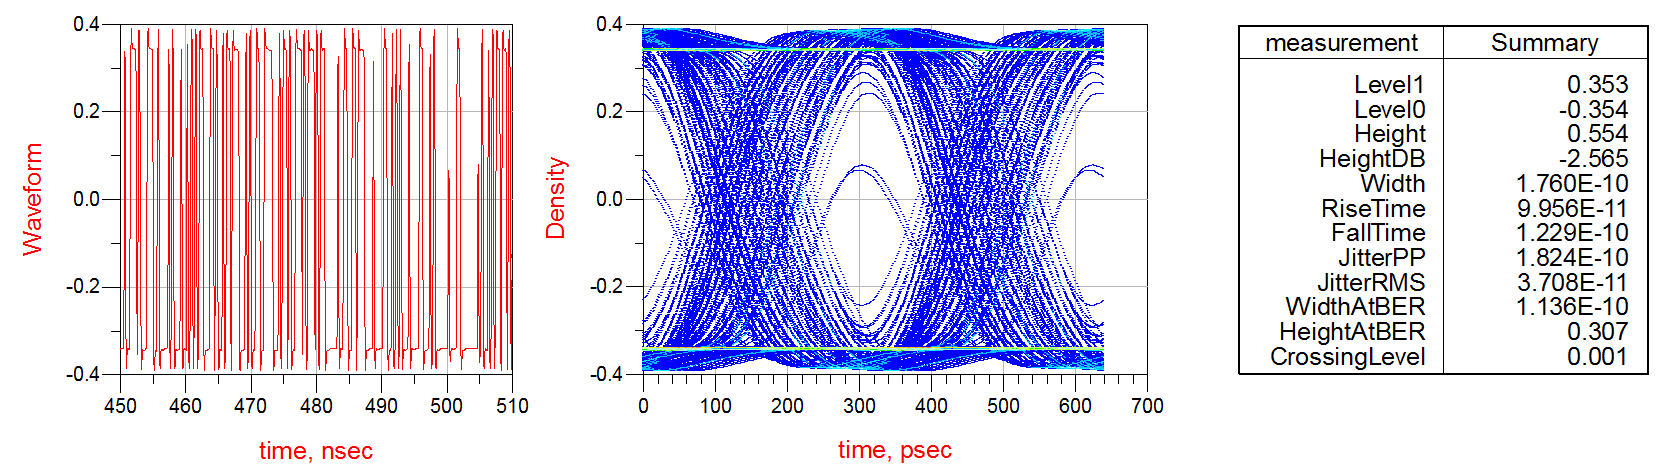 0.4
0.2
0.0
-0.2
-0.4
Waveform
450 460 470 480 490 500 510
time, nsec
0.4
0.2
0.0
-0.2
-0.4
Density
0 100 200 300 400 500 600 700
time, psec
measurement Summary
Level1 0.353
Level0 -0.354
Height 0.554
HeightDB -2.565
Width 1.760E-10
RiseTime 9.956E-11
FallTime 1.229E-10
JitterPP 1.824E-10
JitterRMS 3.708E-11
WidthAtBER 1.136E-10
HeightAtBER 0.307
CrossingLevel 0.001